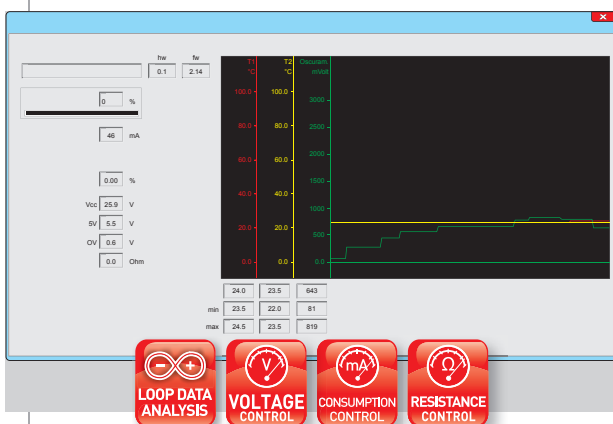 hw fw
0.1 2.14
T1 T2 Oscuram.
°C °C mVdI
0 %
46 mA
0.00 %
Vcc 25.9 V
5V 5.5 V
OV 0.6 V
0.0 Ohm
100.0 100.0 3000
80.0 80.0 2500
60.0 60.0 2000
1500
40.0 40.0 1000
20.0 20.0 500
0.0 0.0 0.0
24.0 23.5 643
min 23.5 22.0 81
max 24.5 23.5 819
LOOP DATA
ANALYSIS
V
VOLTAGE
CONTROL
mA
CONSUMPTION
CONTROL
Ω
RESISTANCE
CONTROL